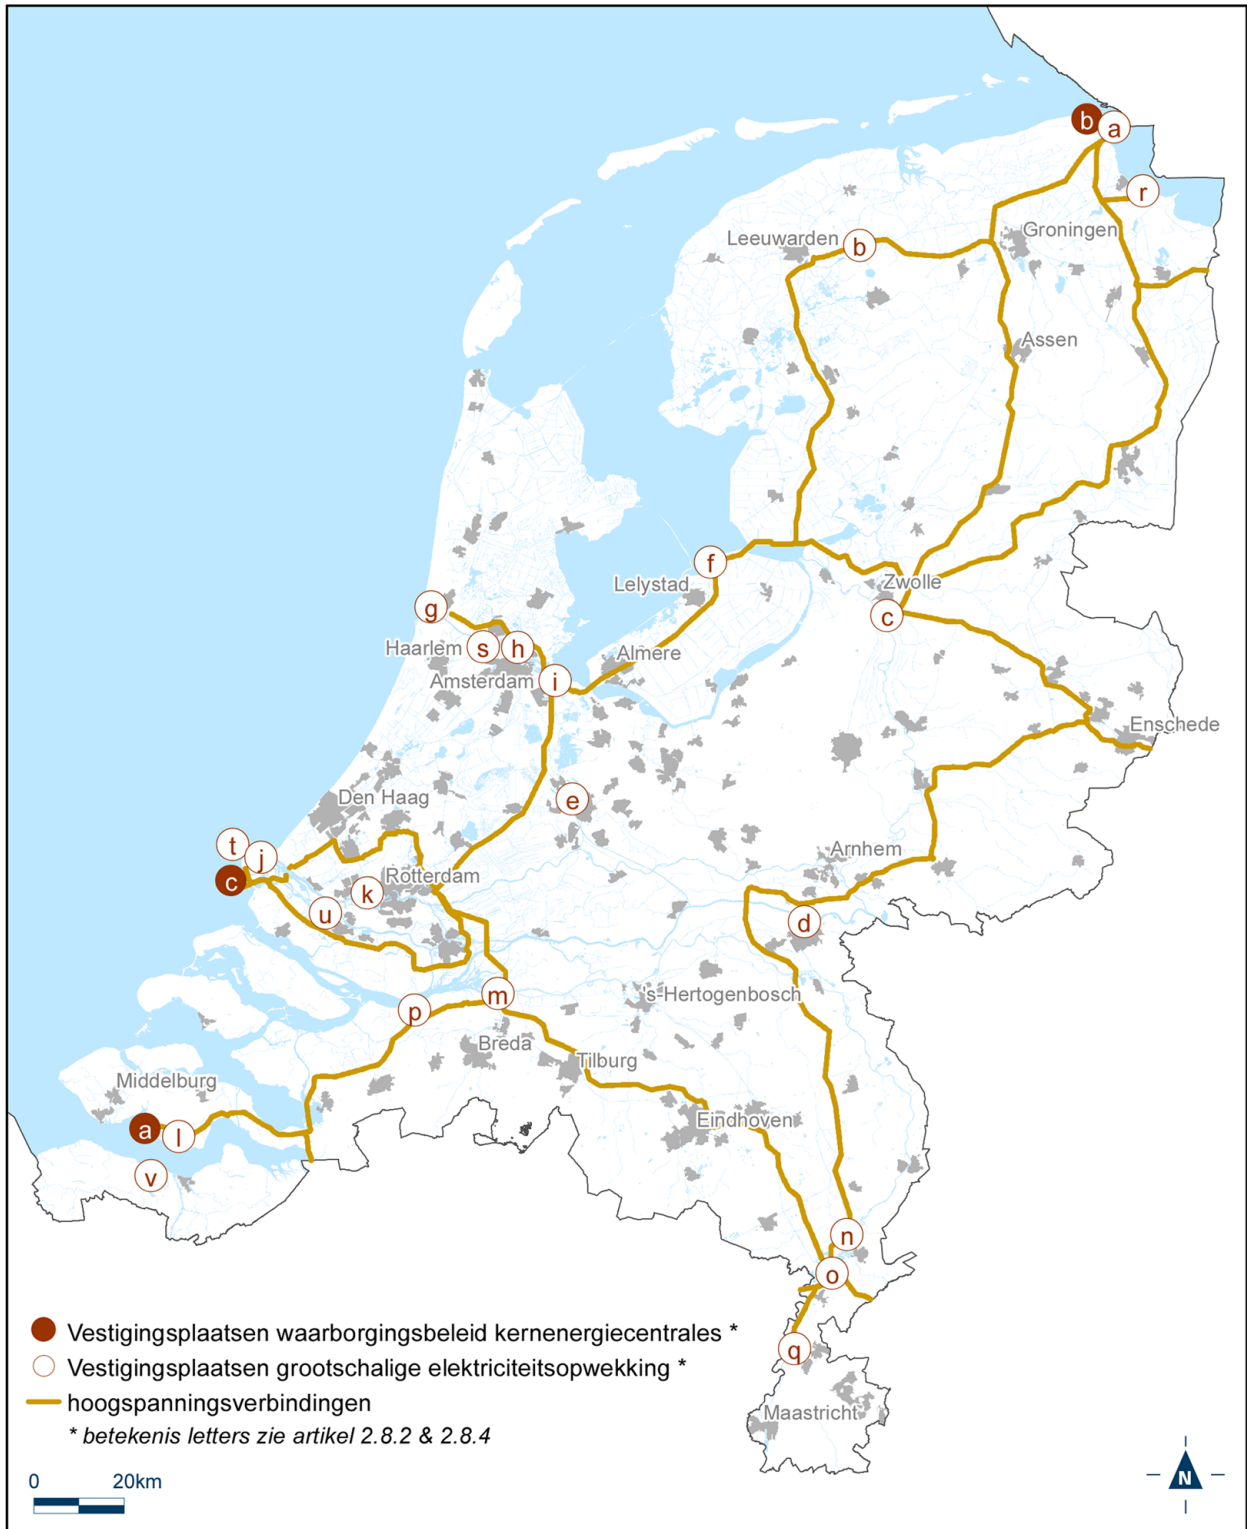 b
a
r
Leeuwarden
b
Groningen
Assen
f
Lelystad
Zwolle
c
g
Haarlem
s
h
Almere
Amsterdam
i
Enschede
Den Haag
e
t
j
c
Arnhem
Rotterdam
k
u
d
m
's-Hertogenbosch
p
Breda
Tilburg
Middelburg
a
l
Eindhoven
v
n
o
q
Maastricht
Vestigingsplaatsen waarborgingsbeleid kernenergiecentrales *
Vestigingsplaatsen grootschalige elektriciteitsopwekking *
hoogspanningsverbindingen
* betekenis letters zie artikel 2.8.2 & 2.8.4
0 20km
N